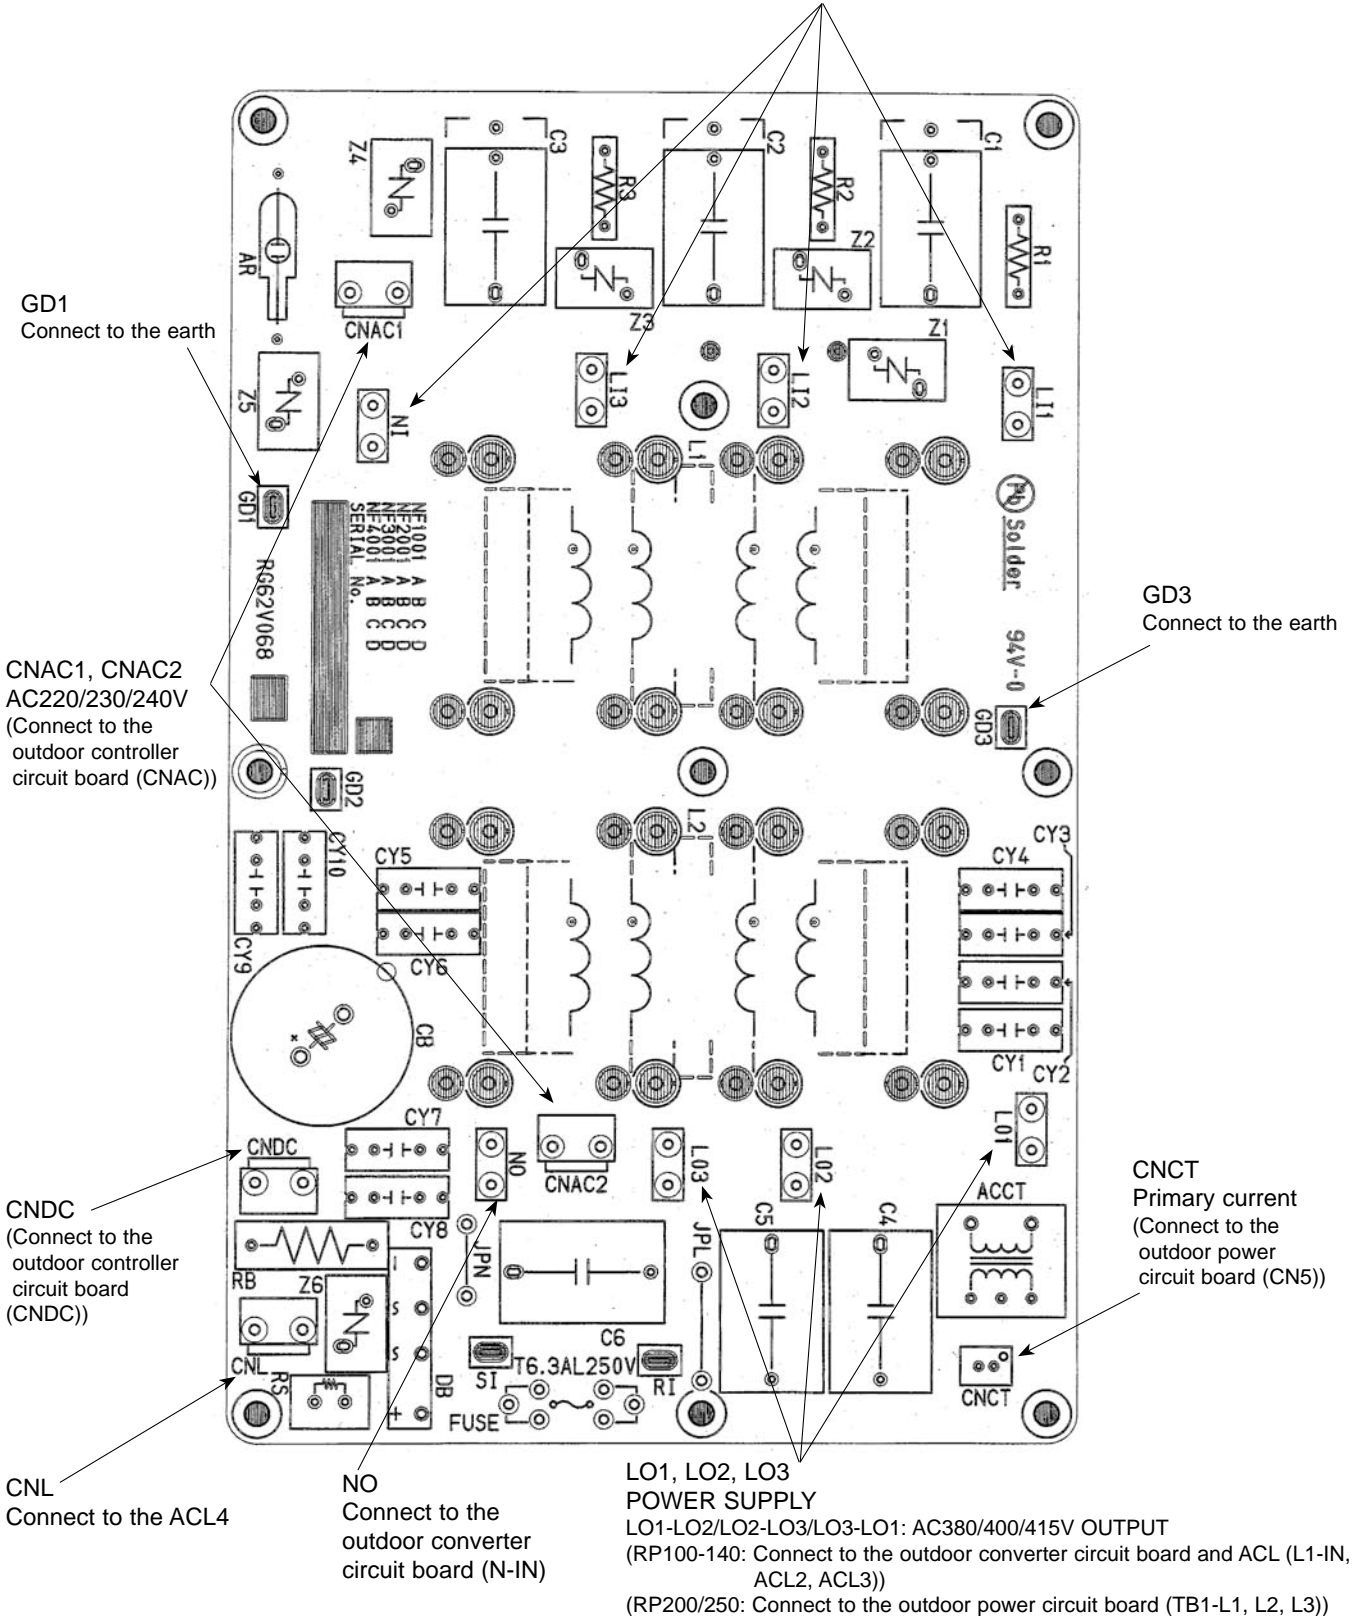 C3
C2
C1
Z4
R3
R2
R1
Z2
AR
Z3
Z1
CNAC1
GD1
Connect to the earth
Z5
NI
LI3
LI2
LI1
L1
GD1
NF1001 A B C D
NF2001 A B C D
NF3001 A B C D
NF4001 A B C D
SERIAL No.
RG62V068
Pb
Solder
94V-0
GD3
Connect to the earth
CNAC1, CNAC2
AC220/230/240V
(Connect to the
outdoor controller
circuit board (CNAC))
GD3
GD2
L2
CY3
CY10
CY5
CY4
CY9
CY6
CB
CY1
CY2
CY7
LO1
CNDC
NO
CNAC2
LO3
LO2
ACCT
CNCT
Primary current
(Connect to the
outdoor power
circuit board (CN5))
CNDC
(Connect to the
outdoor controller
circuit board
(CNDC))
CY8
JPN
JPL
C5
C4
RB
Z6
-
S
S
+
C6
CNL
RS
DB
SI
T6.3AL250V
RI
FUSE
CNCT
CNL
Connect to the ACL4
NO
Connect to the
outdoor converter
circuit board (N-IN)
LO1, LO2, LO3
POWER SUPPLY
LO1-LO2/LO2-LO3/LO3-LO1: AC380/400/415V OUTPUT
(RP100-140: Connect to the outdoor converter circuit board and ACL (L1-IN,
ACL2, ACL3))
(RP200/250: Connect to the outdoor power circuit board (TB1-L1, L2, L3))